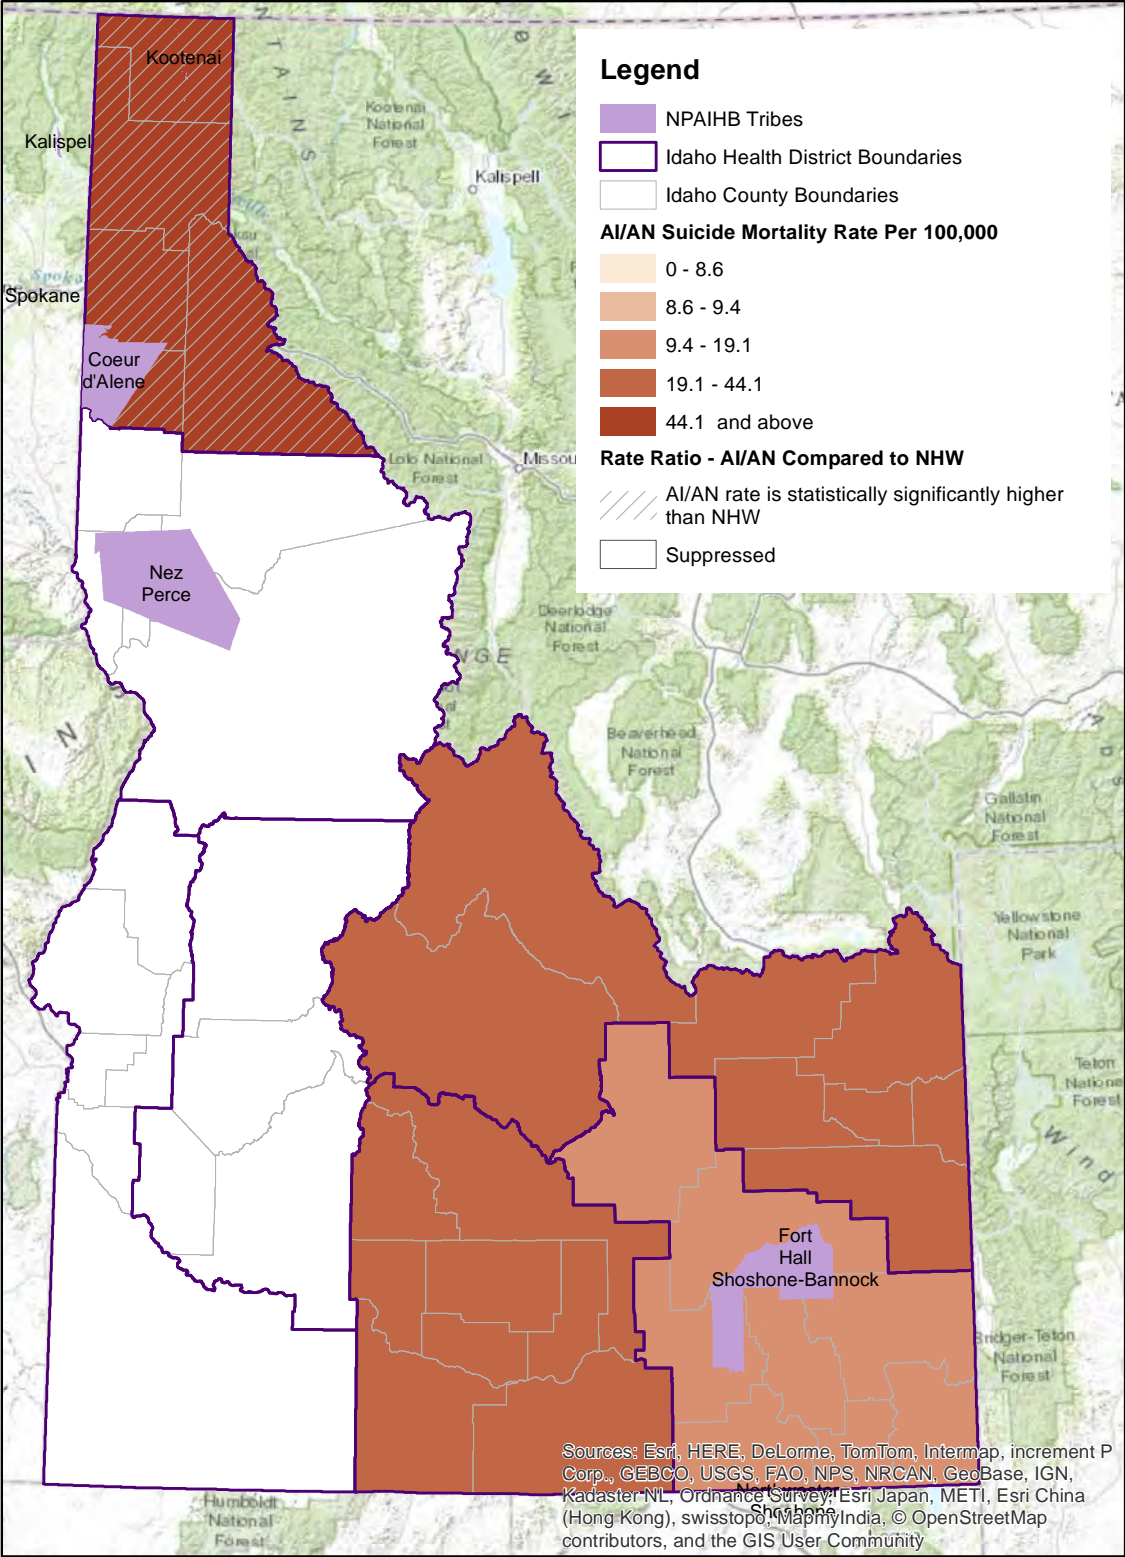 Legend
NPAIHB Tribes
Idaho Health District Boundaries
Idaho County Boundaries
AI/AN Suicide Mortality Rate Per 100,000
0 - 8.6
8.6 - 9.4
9.4 - 19.1
19.1 - 44.1
44.1 and above
Rate Ratio - AI/AN Compared to NHW
AI/AN rate is statistically significantly higher
than NHW
Suppressed
Kootenai
Kalispel
Spokane
Coeur
d'Alene
Nez
Perce
Fort
Hall
Shoshone-Bannock
Kootenai
National
Forest
Kalispell
Lolo National
Forest
Deerlodge
National
Forest
NGE
Beaverhead
National
Forest
Gallatin
National
Forest
Yellowstone
National
Park
Teton
Wind
Bridger-Teton
National
Forest
Humboldt
National
Forest
Shoshone
Sources: Esri, HERE, DeLorme, TomTom, Intermap, increment P
Corp., GEBCO, USGS, FAO, NPS, NRCAN, GeoBase, IGN,
Kadaster NL, Ordnance Survey, Esri Japan, METI, Esri China
(Hong Kong), swisstopo, MapmyIndia, © OpenStreetMap
contributors, and the GIS User Community